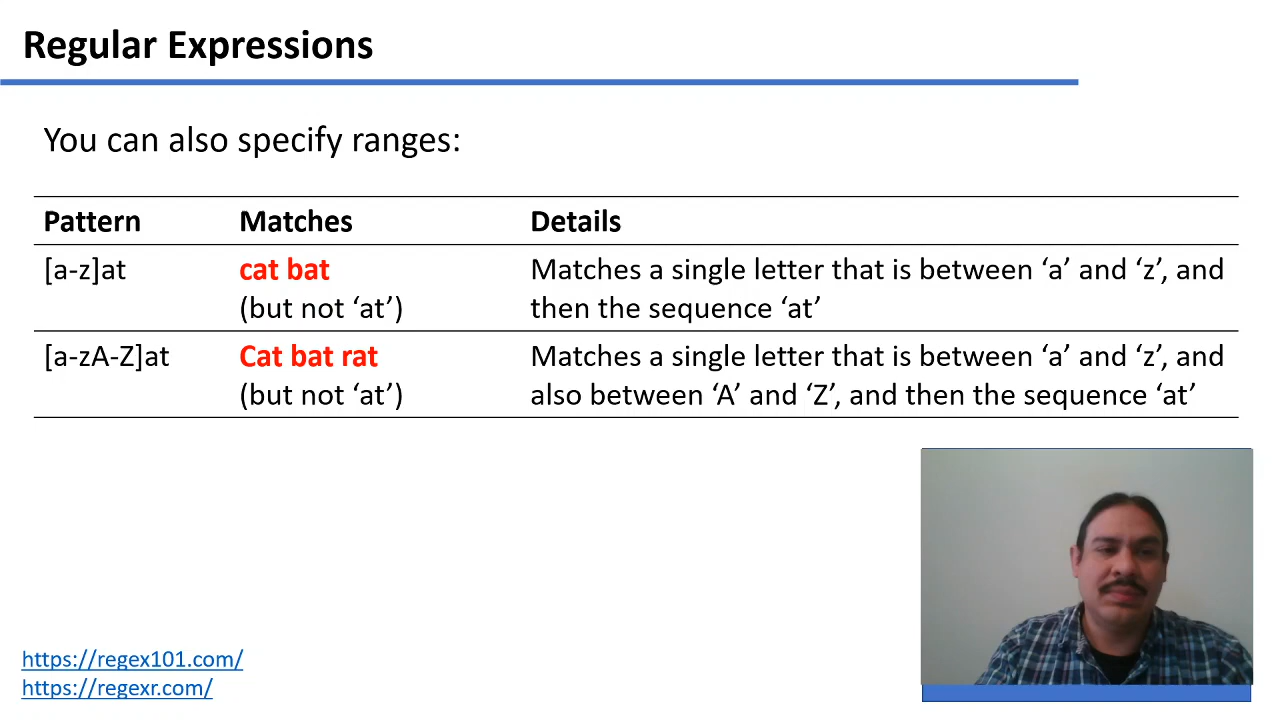 Regular Expressions
You can also specify ranges:
Pattern Matches Details
[a-z]at cat bat Matches a single letter that is between ‘a’ and ‘z’, and
(but not ‘at’) then the sequence ‘at’
[a-zA-Z]at Cat bat rat Matches a single letter that is between ‘a’ and ‘z’, and
(but not ‘at’) also between ‘A’ and ‘Z’, and then the sequence ‘at’
https://regex101.com/
https://regexr.com/